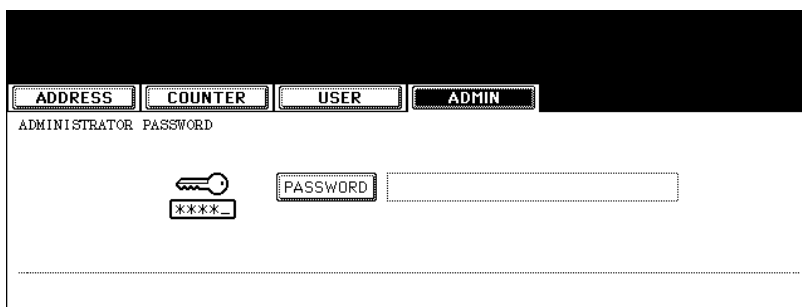 ADDRESS COUNTER USER ADMIN
ADMINISTRATOR PASSWORD
PASSWORD
****_